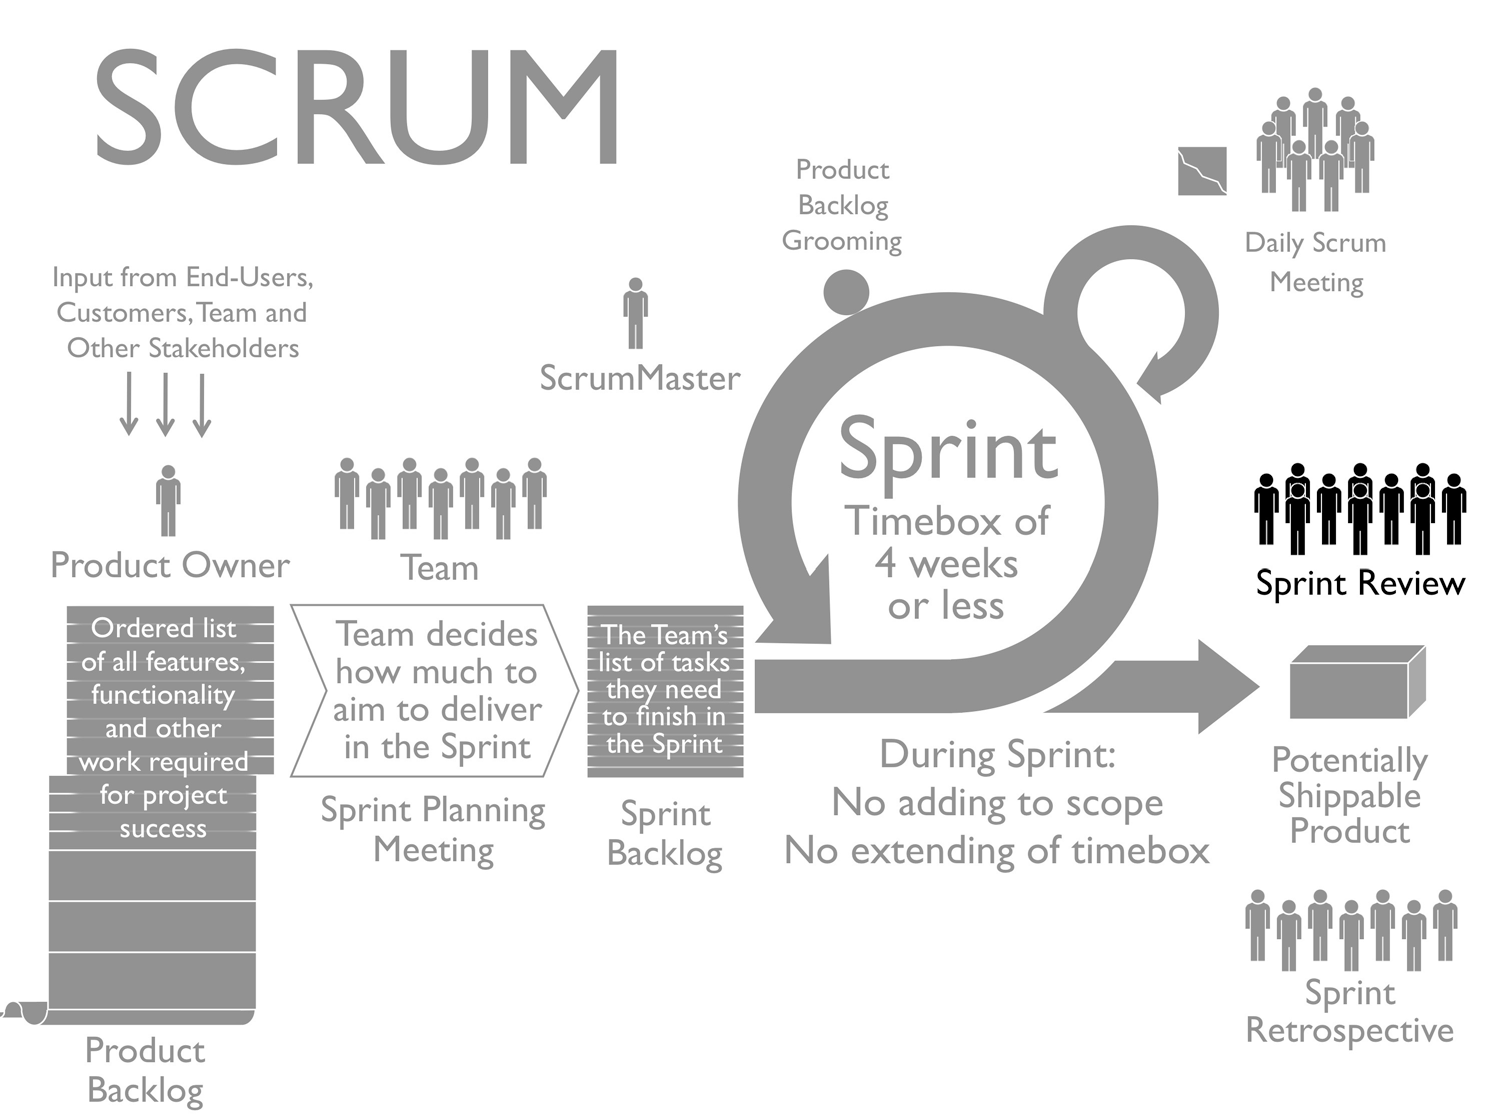 SCRUM
Input from End-Users,
Customers, Team and
Other Stakeholders
Product Owner
Team
ScrumMaster
Product
Backlog
Grooming
Daily Scrum
Meeting
Sprint
Timebox of
4 weeks
or less
Sprint Review
Ordered list
of all features,
functionality
and other
work required
for project
success
Product
Backlog
Team decides
how much to
aim to deliver
in the Sprint
Sprint Planning
Meeting
The Team's
list of tasks
they need
to finish in
the Sprint
Sprint
Backlog
During Sprint:
No adding to scope
No extending of timebox
Potentially
Shippable
Product
Sprint
Retrospective